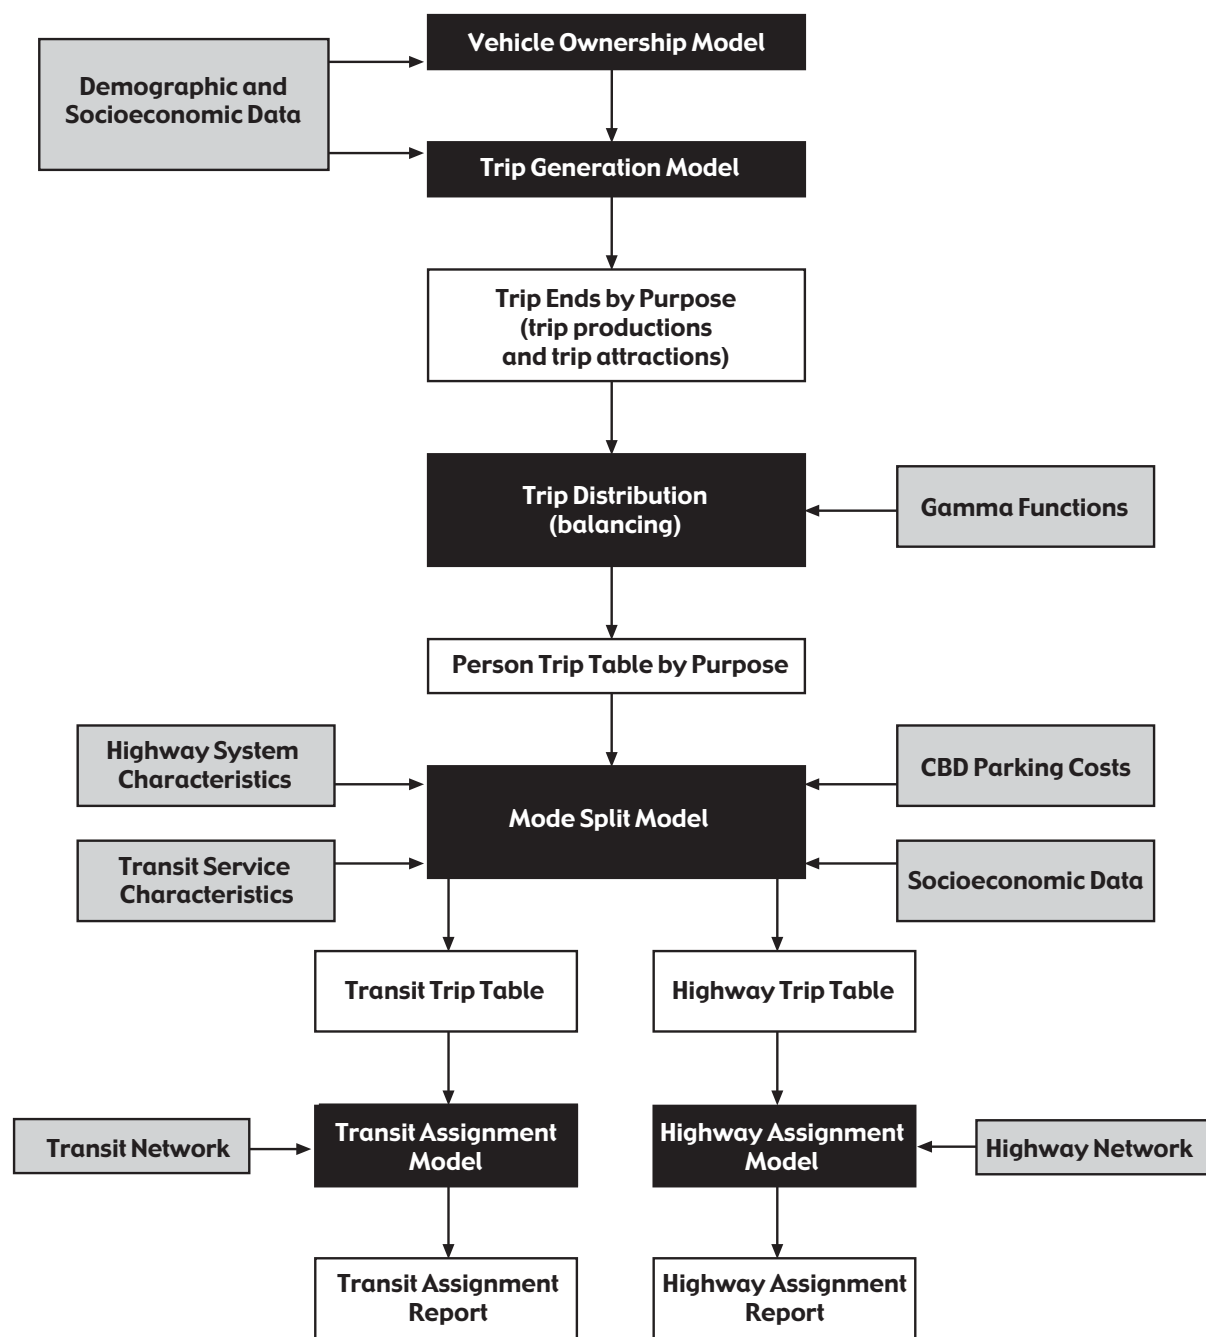 Vehicle Ownership Model
Demographic and
Socioeconomic Data
Trip Generation Model
Trip Ends by Purpose
(trip productions
and trip attractions)
Trip Distribution
(balancing)
Gamma Functions
Person Trip Table by Purpose
Highway System
Characteristics
CBD Parking Costs
Mode Split Model
Transit Service
Characteristics
Socioeconomic Data
Transit Trip Table
Highway Trip Table
Transit Network
Transit Assignment
Model
Highway Assignment
Model
Highway Network
Transit Assignment
Report
Highway Assignment
Report